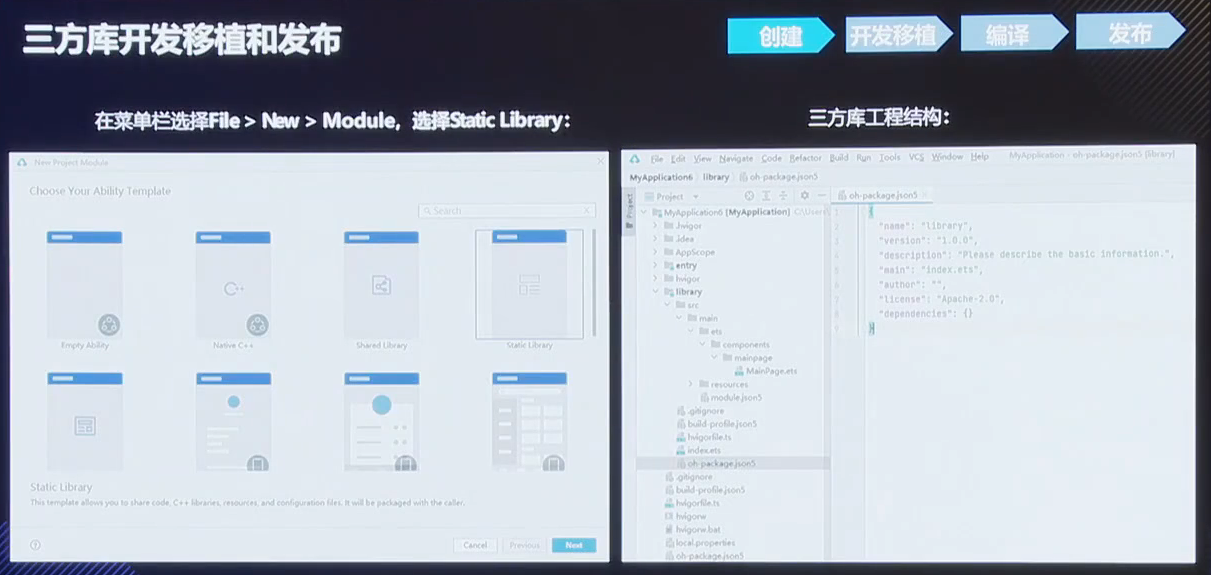 三方库开发移植和发布
创建
开发移植
编译
发布
在菜单栏选择File > New > Module，选择Static Library：
三方库工程结构：
New Project Module
Choose Your Ability Template
Search
Empty Ability
Native C++
Shared Library
Static Library
Static Library
This template allows you to share code, C++ libraries, resources, and configuration files. It will be packaged with the caller.
Cancel
Previous
Next
File Edit View Navigate Code Refactor Build Run Tools VCS Window Help MyApplication - oh-package.json5 [library]
MyApplication6 library oh-package.json5
Project
Project
oh-package.json5
MyApplication6 [MyApplication] C:\Users
.hvigor
.idea
AppScope
entry
hvigor
library
src
main
ets
components
mainpage
MainPage.ets
resources
module.json5
.gitignore
build-profile.json5
hvigorfile.ts
index.ets
oh-package.json5
.gitignore
build-profile.json5
hvigorfile.ts
hvigorw
hvigorw.bat
local.properties
oh-package.json5
{
"name": "library",
"version": "1.0.0",
"description": "Please describe the basic information.",
"main": "index.ets",
"author": "",
"license": "Apache-2.0",
"dependencies": {}
}